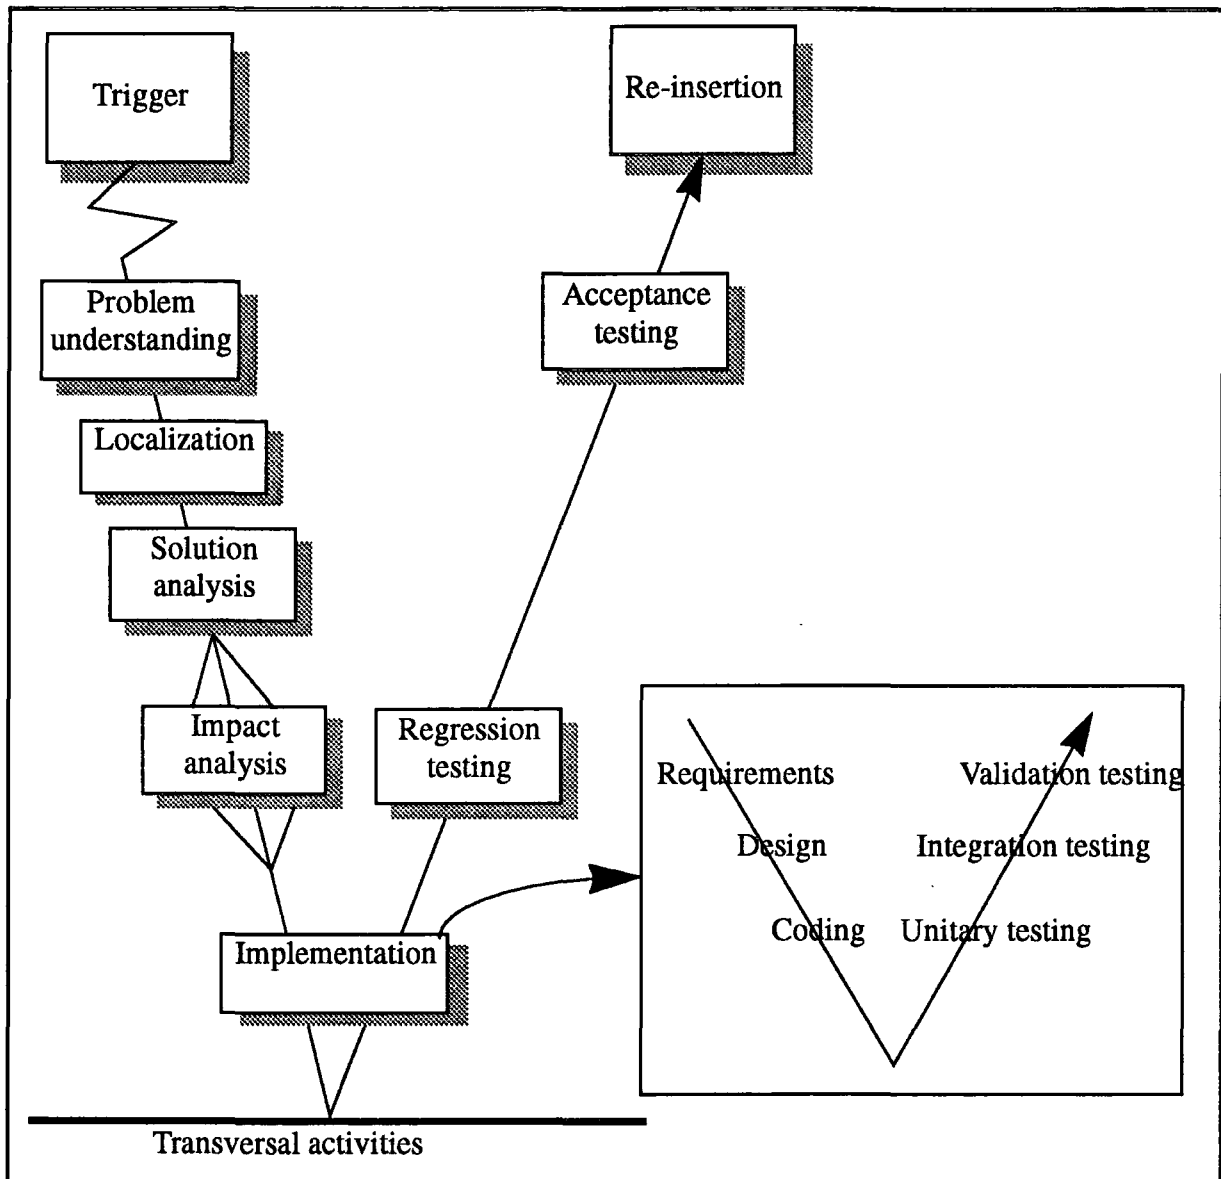 Trigger
Re-insertion
Problem
understanding
Acceptance
testing
Localization
Solution
analysis
Impact
analysis
Regression
testing
Requirements
Validation testing
Design
Integration testing
Coding
Unitary testing
Implementation
Transversal activities